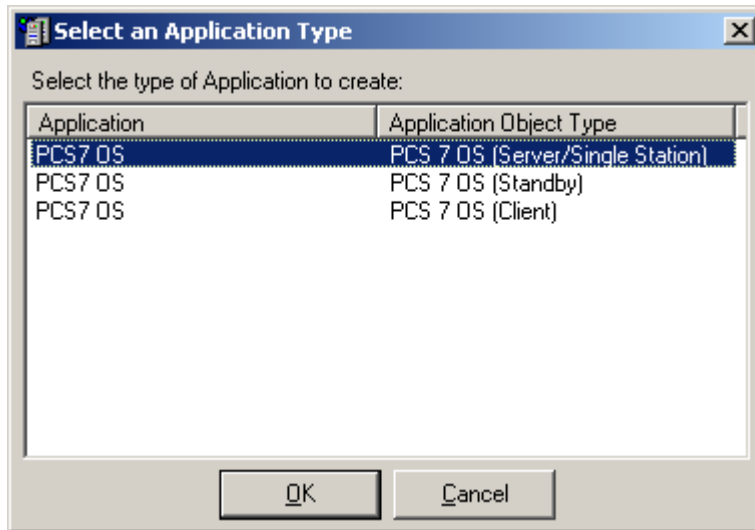 Select an Application Type
Select the type of Application to create:
Application Application Object Type
PCS7 OS PCS 7 OS (Server/Single Station)
PCS7 OS PCS 7 OS (Standby)
PCS7 OS PCS 7 OS (Client)
OK Cancel